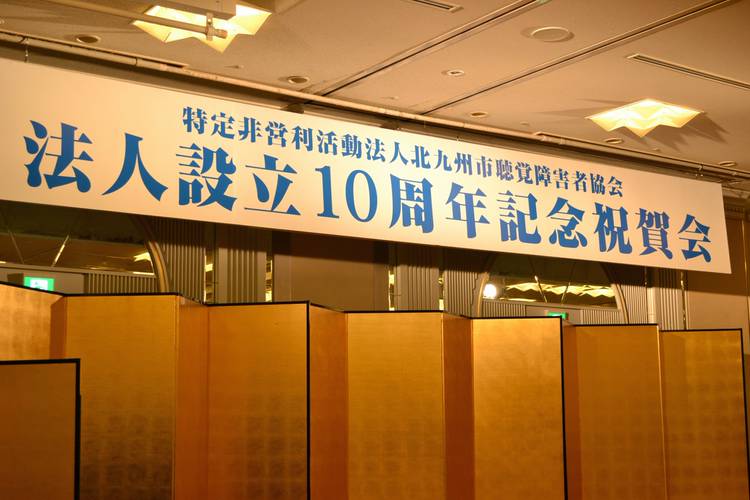 特定非営利活動法人北九州市聴覚障害者協会
法人設立10周年記念祝賀会